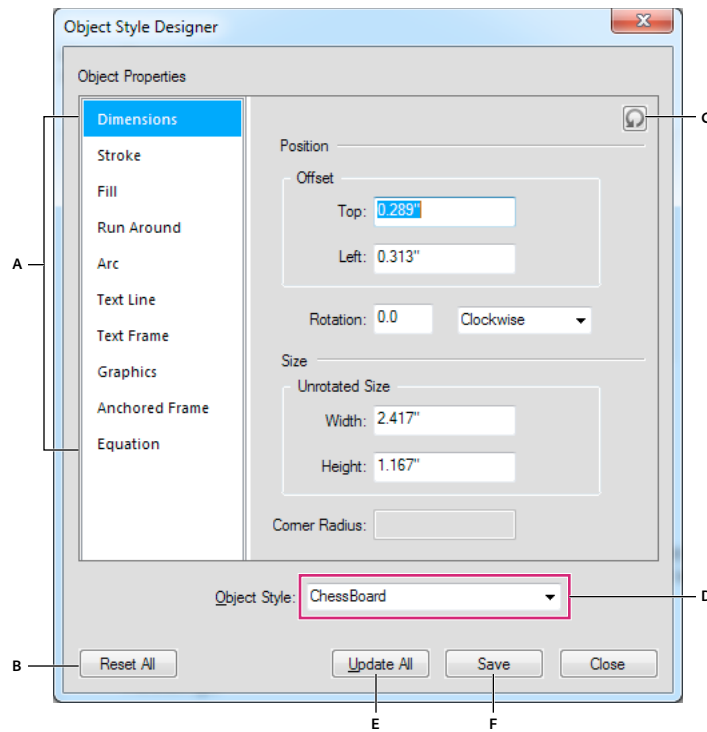 Object Style Designer
Object Properties
Dimensions
Stroke
Fill
Run Around
Arc
Text Line
Text Frame
Graphics
Anchored Frame
Equation
Position
Offset
Top: 0.289"
Left: 0.313"
Rotation: 0.0 Clockwise
Size
Unrotated Size
Width: 2.417"
Height: 1.167"
Corner Radius:
Object Style: ChessBoard
Reset All Update All Save Close
A
B
C
D
E
F